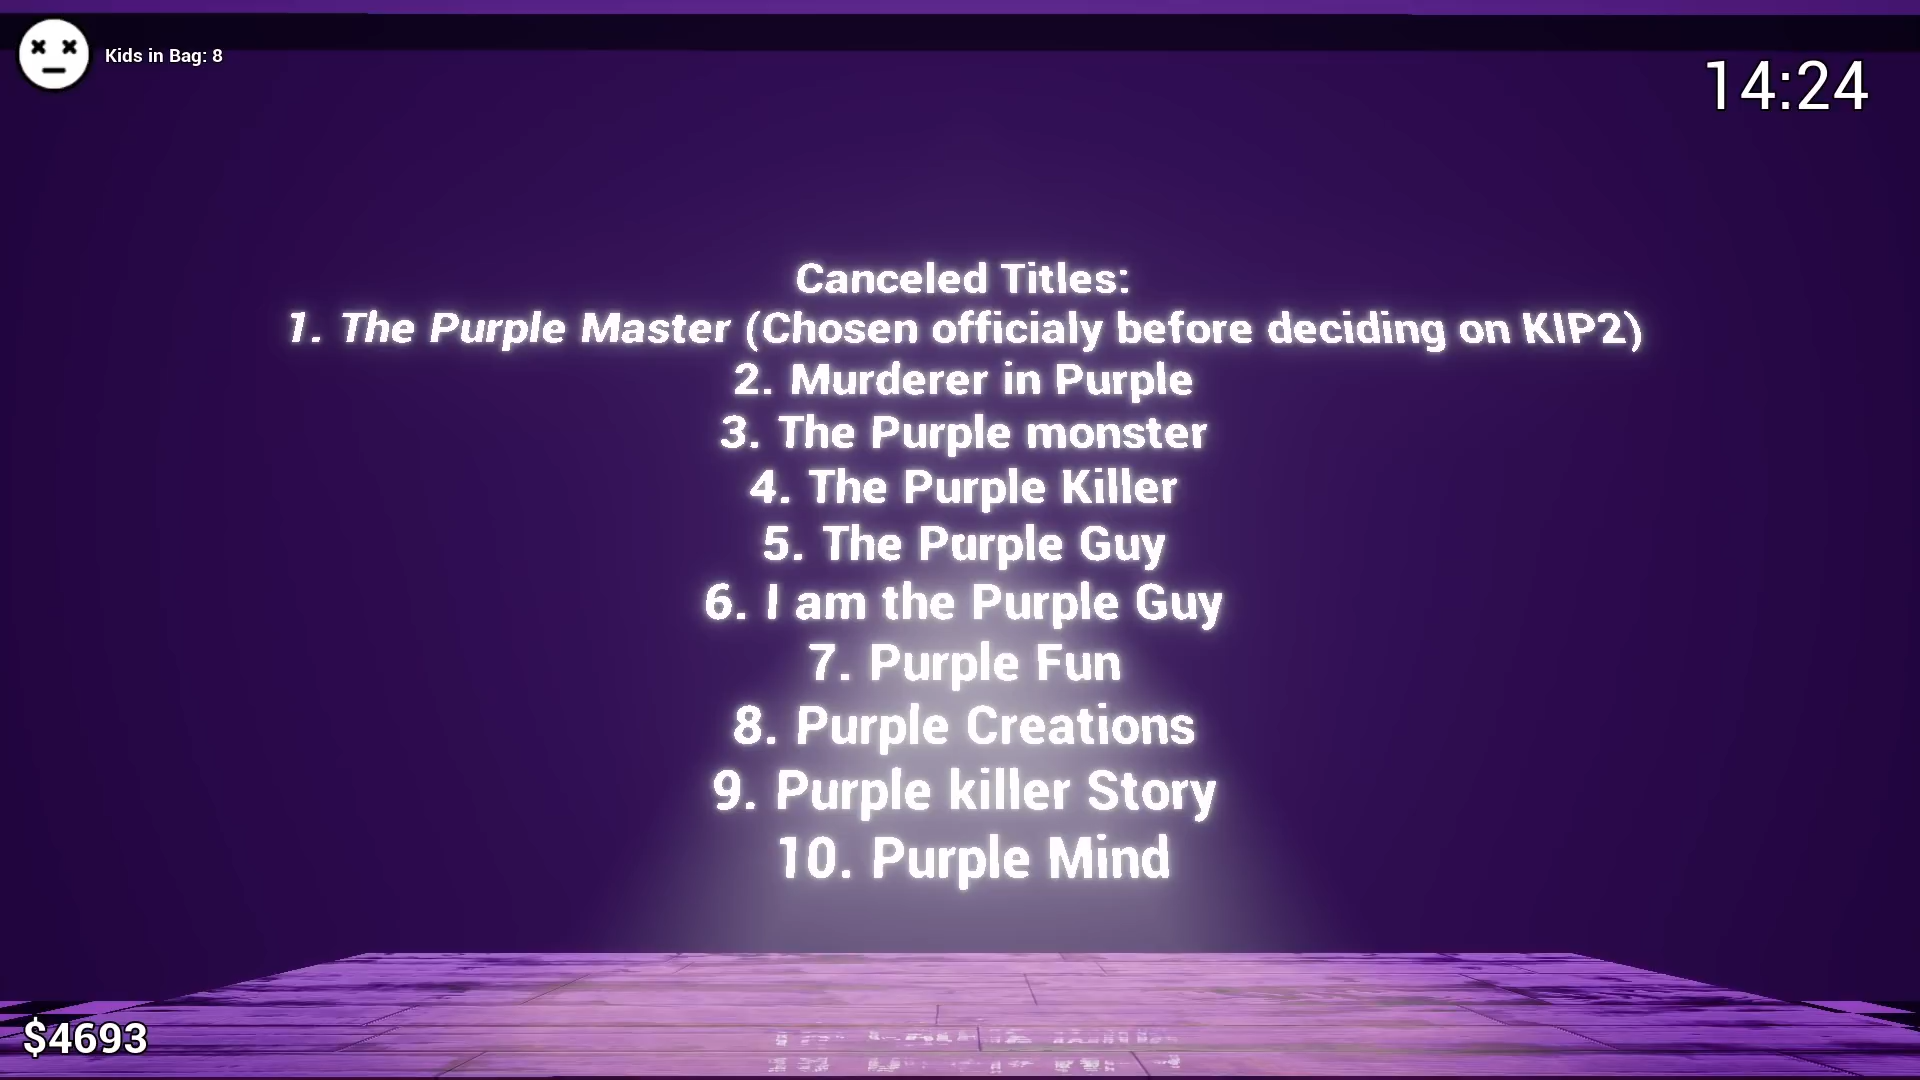 Kids in Bag: 8
14:24
Canceled Titles:
1. The Purple Master (Chosen officialy before deciding on KIP2)
2. Murderer in Purple
3. The Purple monster
4. The Purple Killer
5. The Purple Guy
6. I am the Purple Guy
7. Purple Fun
8. Purple Creations
9. Purple killer Story
10. Purple Mind
$4693